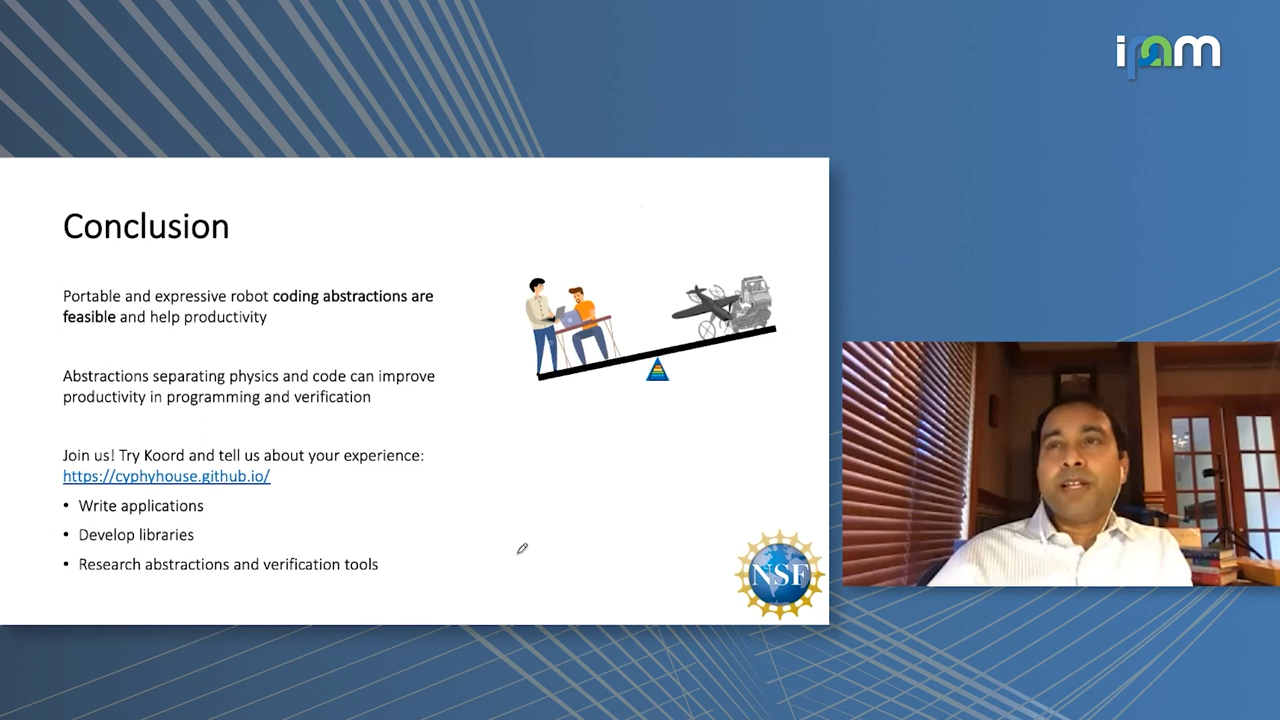 ipam
Conclusion
Portable and expressive robot coding abstractions are
feasible and help productivity
Abstractions separating physics and code can improve
productivity in programming and verification
Join us! Try Koord and tell us about your experience:
https://cyphyhouse.github.io/
• Write applications
• Develop libraries
• Research abstractions and verification tools
NSF